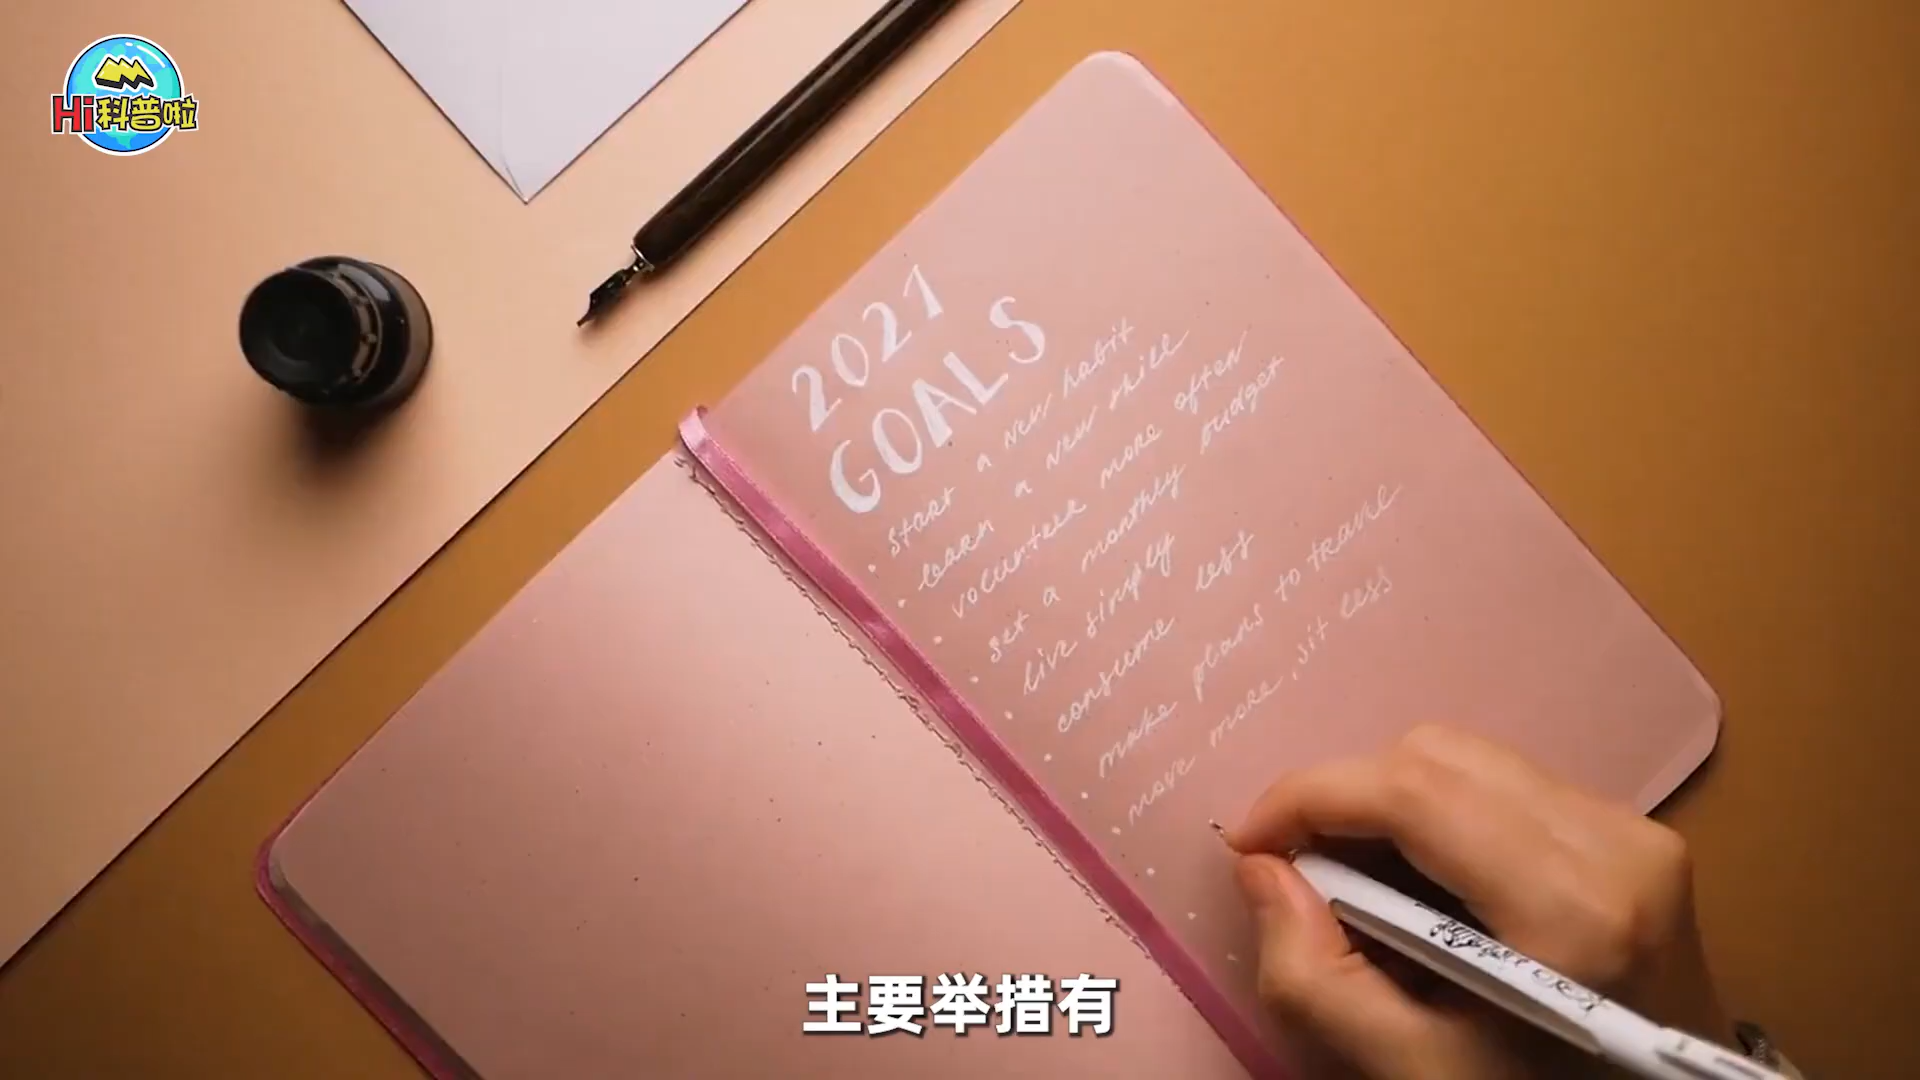 Hi科普啦
2021
GOALS
start a new habit
learn a new skill
volunteer more often
set a monthly budget
live simply
consume less
make plans to travel
move more, sit less
主要举措有